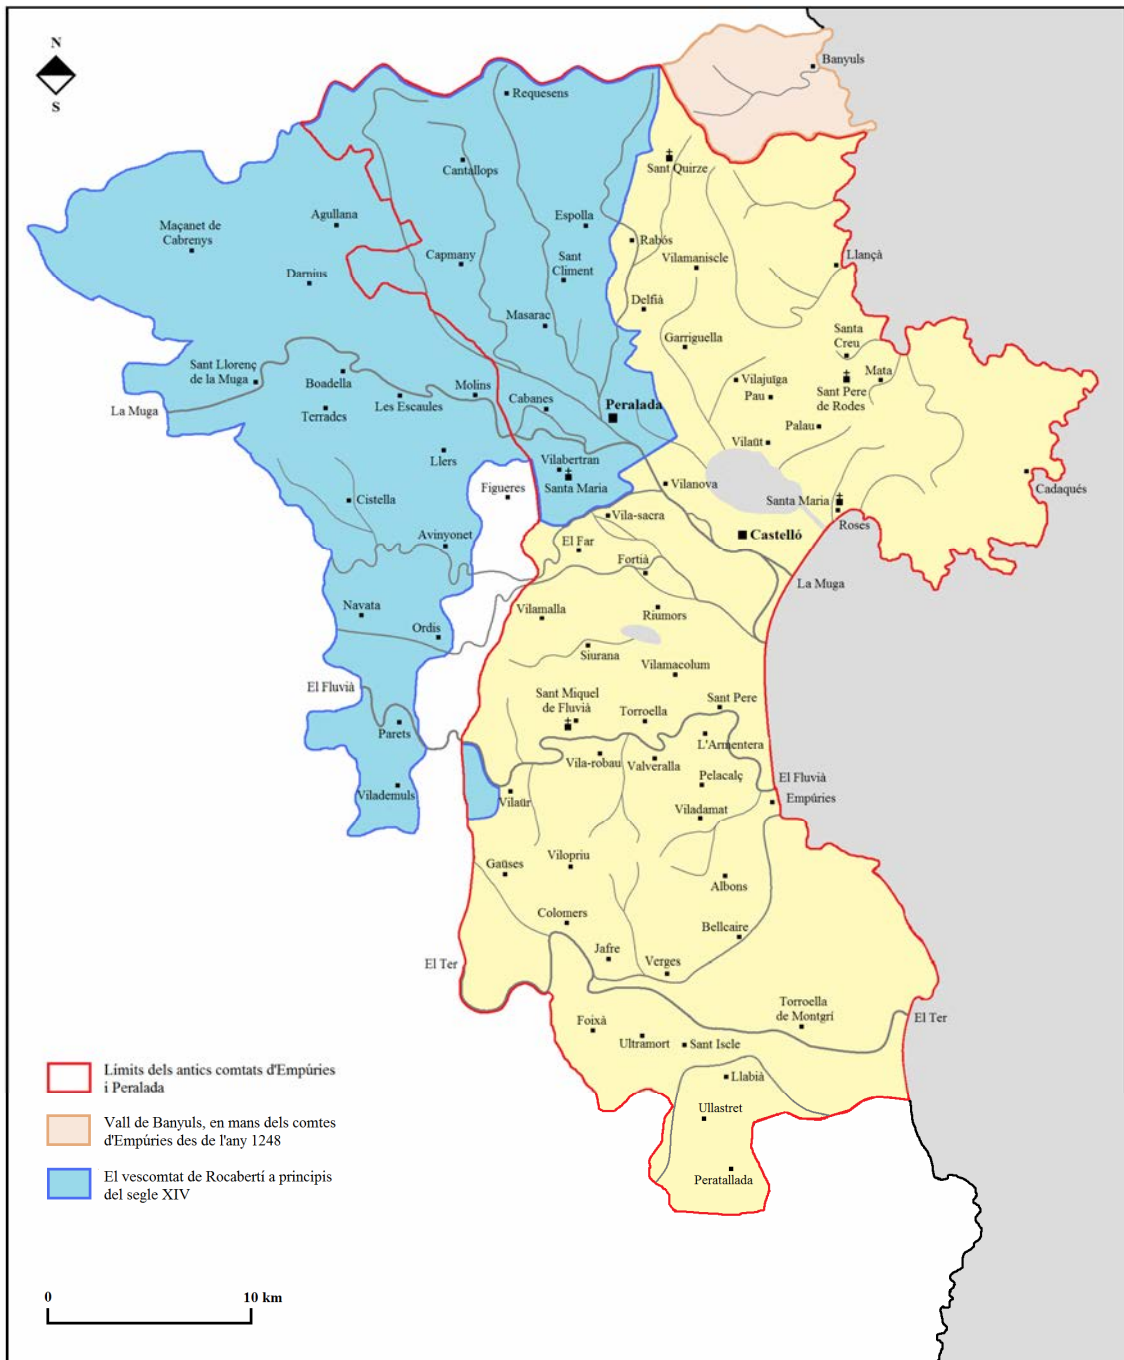 N
S
Banyuls
Requesens
Cantallops
Sant Quirze
Agullana
Espolla
Maçanet de
Cabrenys
Rabós
Capmany
Sant
Climent
Vilamaniscle
Llançà
Darnius
Delfià
Masarac
Garriguella
Santa
Creu
Sant Llorenç
de la Muga
Boadella
Molins
Vilajuïga
Mata
La Muga
Terrades
Les Escaules
Cabanes
Peralada
Pau
Sant Pere
de Rodes
Palau
Vilaüt
Llers
Vilabertran
Santa Maria
Figueres
Vilanova
Cadaqués
Cistella
Santa Maria
Roses
Vila-sacra
Avinyonet
El Far
Castelló
Fortià
La Muga
Navata
Vilamalla
Riumors
Ordis
Siurana
Vilamacolum
El Fluvià
Sant Miquel
de Fluvià
Sant Pere
Torroella
Parets
L'Armentera
Vila-robau
Valveralla
Pelacalç
El Fluvià
Vilademuls
Vilaür
Empúries
Viladamat
Gaüses
Vilopriu
Albons
Colomers
Bellcaire
Jafre
Verges
El Ter
Torroella
de Montgrí
El Ter
Foixà
Ultramort
Sant Iscle
Llabià
Ullastret
Peratallada
Límits dels antics comtats d'Empúries
i Peralada
Vall de Banyuls, en mans dels comtes
d'Empúries des de l'any 1248
El vescomtat de Rocabertí a principis
del segle XIV
0
10 km